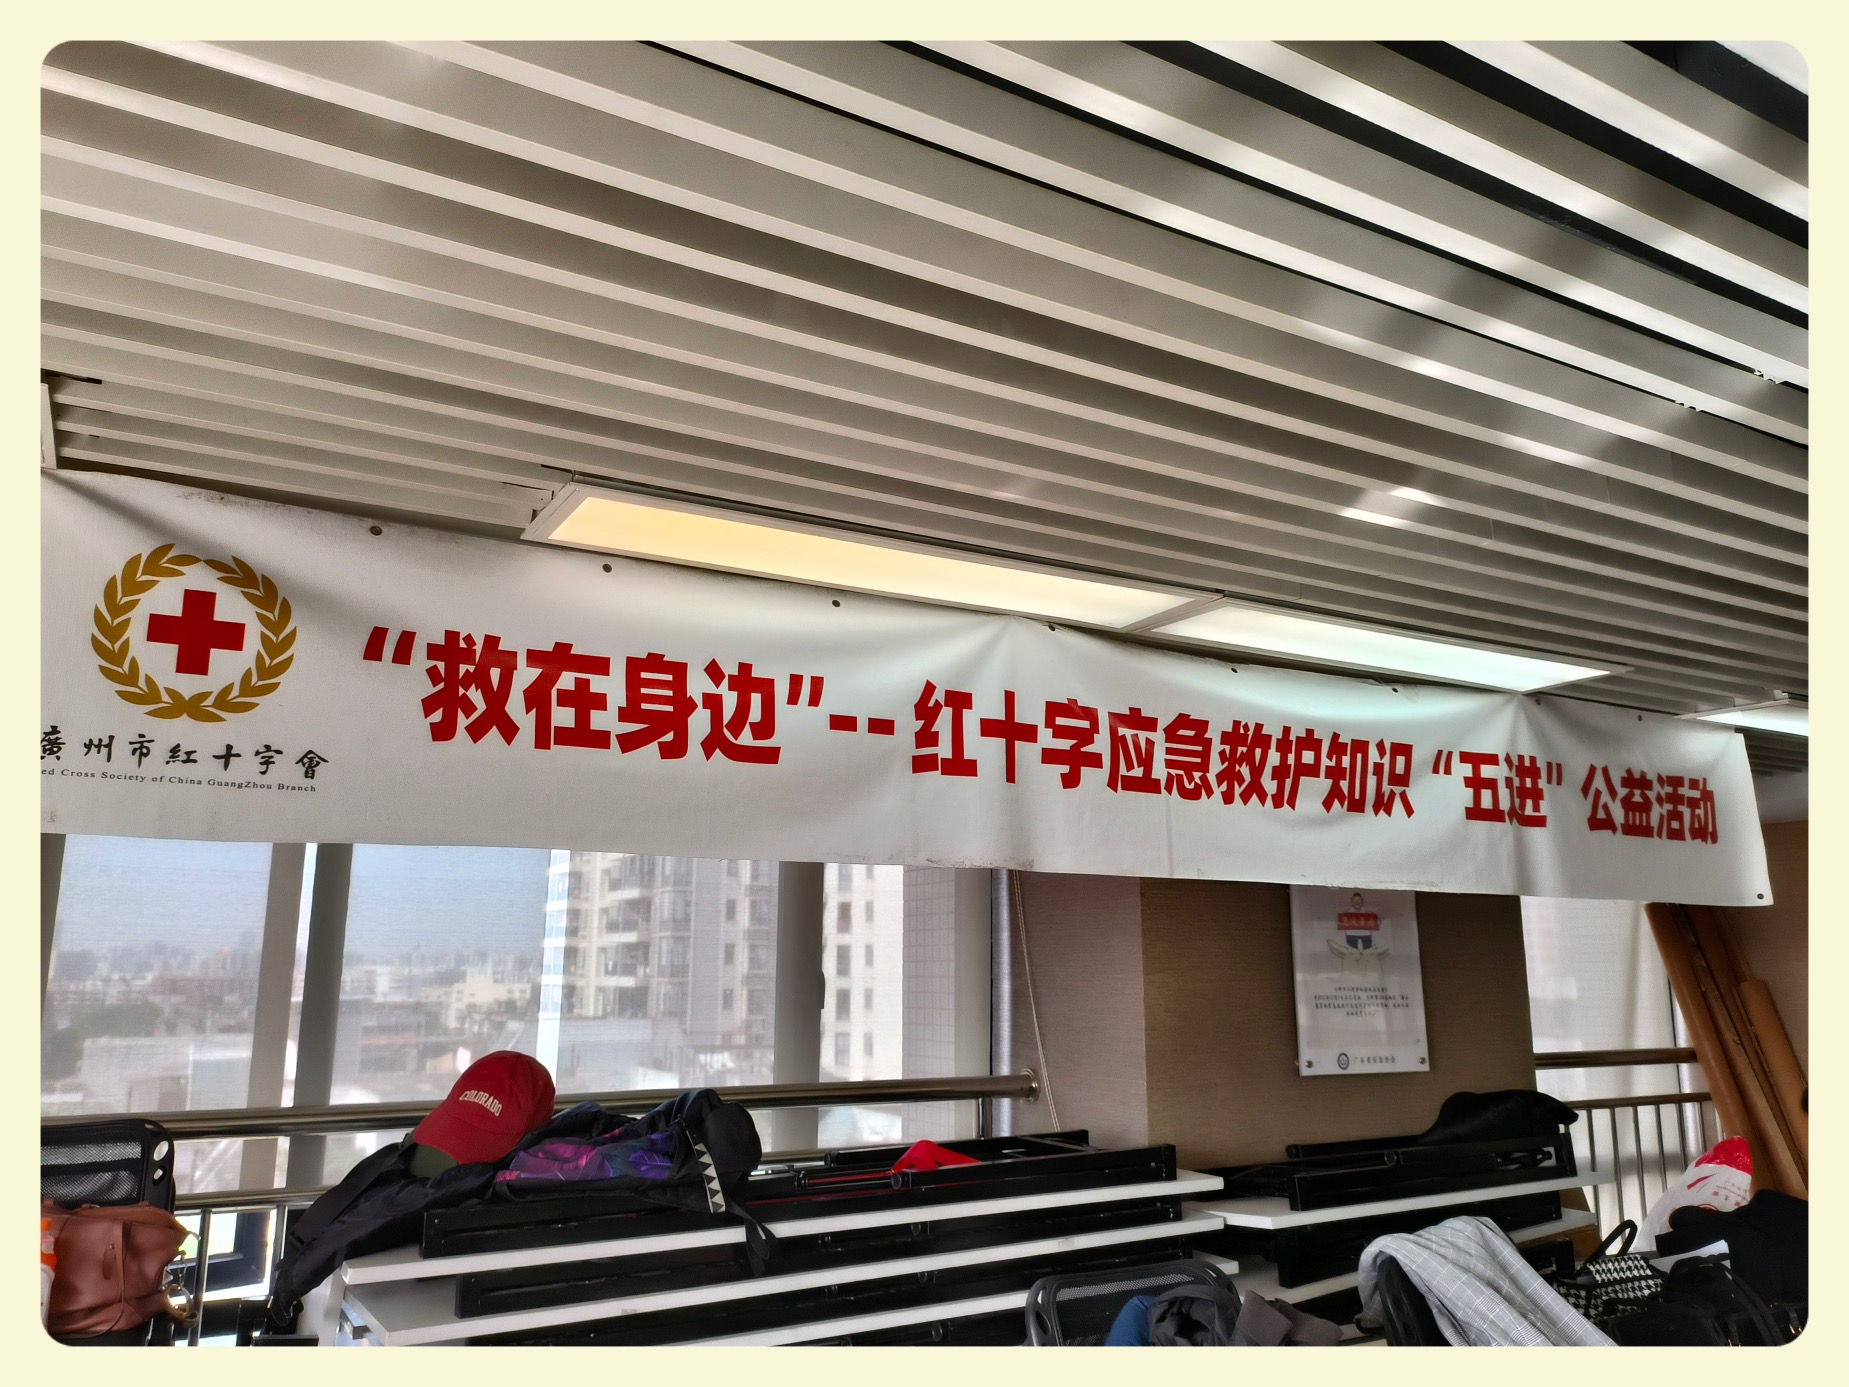 廣州市紅十字會
ed Cross Society of China GuangZhou Branch
“救在身边”--红十字应急救护知识“五进”公益活动
COLORADO